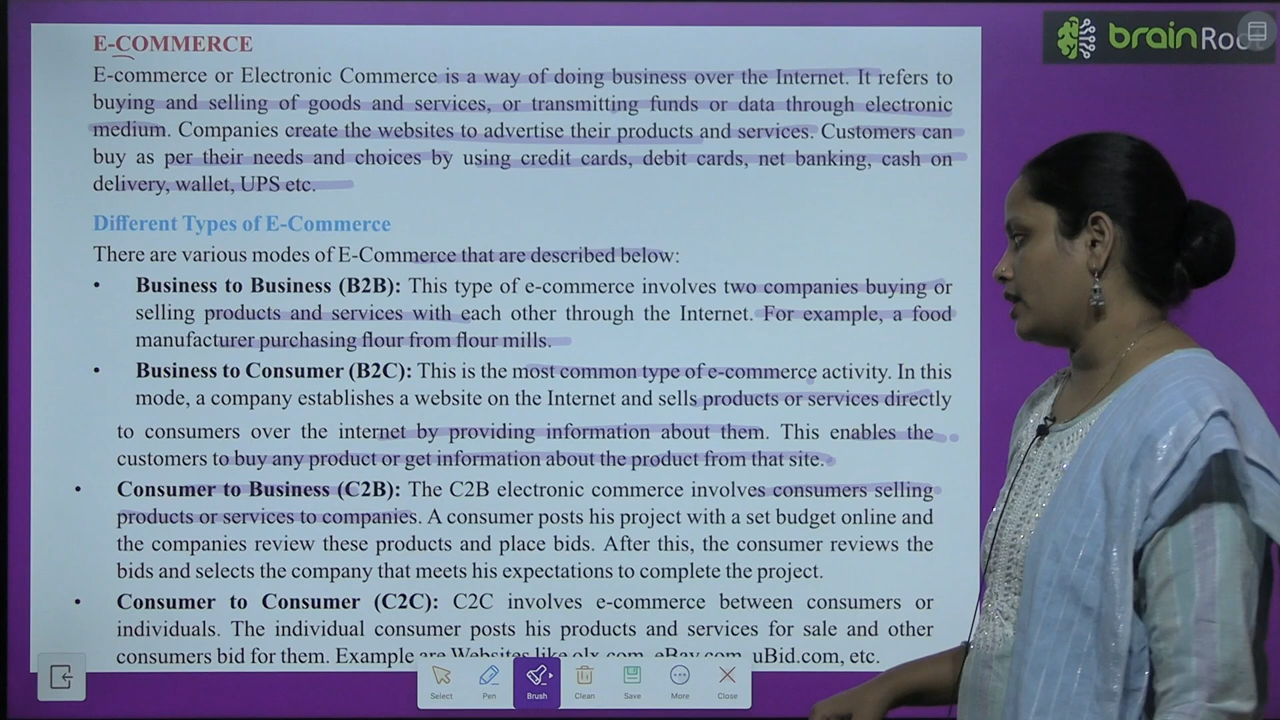 brainRoot
E-COMMERCE
E-commerce or Electronic Commerce is a way of doing business over the Internet. It refers to
buying and selling of goods and services, or transmitting funds or data through electronic
medium. Companies create the websites to advertise their products and services. Customers can
buy as per their needs and choices by using credit cards, debit cards, net banking, cash on
delivery, wallet, UPS etc.
Different Types of E-Commerce
There are various modes of E-Commerce that are described below:
• Business to Business (B2B): This type of e-commerce involves two companies buying or
selling products and services with each other through the Internet. For example, a food
manufacturer purchasing flour from flour mills.
• Business to Consumer (B2C): This is the most common type of e-commerce activity. In this
mode, a company establishes a website on the Internet and sells products or services directly
to consumers over the internet by providing information about them. This enables the
customers to buy any product or get information about the product from that site.
• Consumer to Business (C2B): The C2B electronic commerce involves consumers selling
products or services to companies. A consumer posts his project with a set budget online and
the companies review these products and place bids. After this, the consumer reviews the
bids and selects the company that meets his expectations to complete the project.
• Consumer to Consumer (C2C): C2C involves e-commerce between consumers or
individuals. The individual consumer posts his products and services for sale and other
consumers bid for them. Example are Websites like olx.com, eBay.com, uBid.com, etc.
Select Pen Brush Clean Save More Close